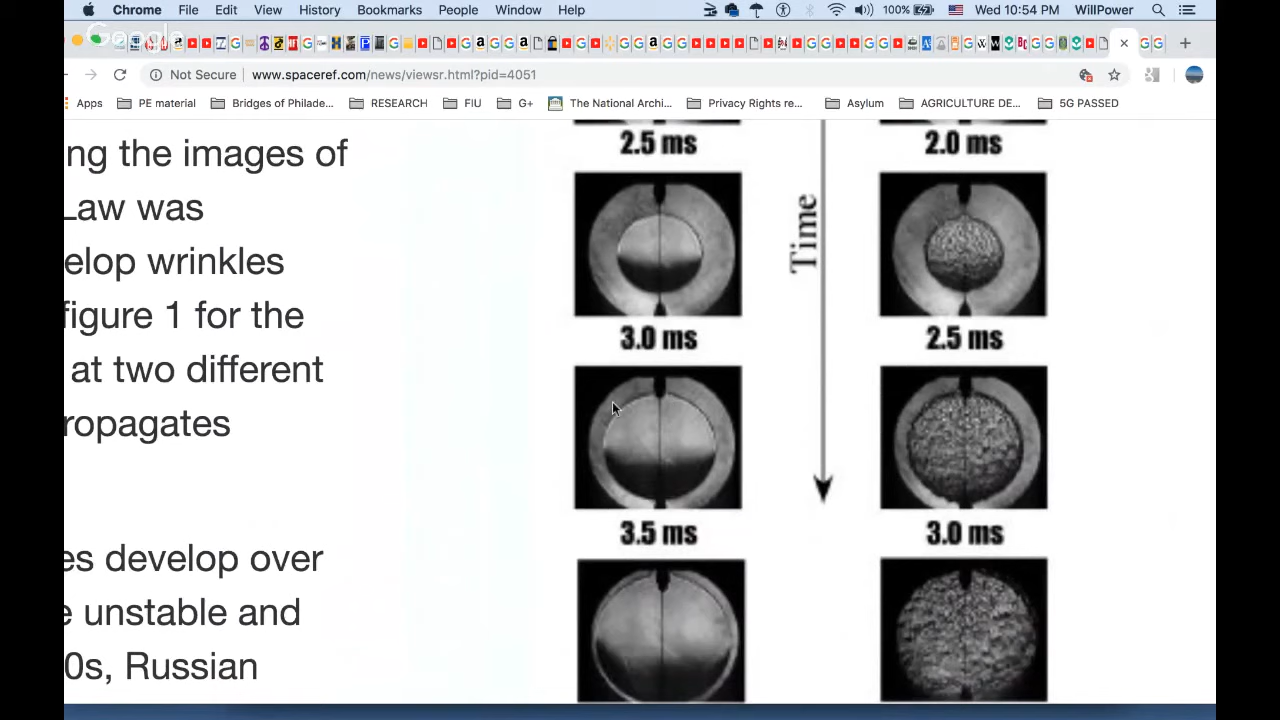 Chrome File Edit View History Bookmarks People Window Help 100% Wed 10:54 PM WillPower
Google
Not Secure www.spaceref.com/news/viewsr.html?pid=4051
Apps PE material Bridges of Philade... RESEARCH FIU G+ The National Archi... Privacy Rights re... Asylum AGRICULTURE DE... 5G PASSED
ng the images of
Law was
elop wrinkles
figure 1 for the
at two different
ropagates
es develop over
e unstable and
0s, Russian
2.5 ms
2.0 ms
Time
3.0 ms
2.5 ms
3.5 ms
3.0 ms